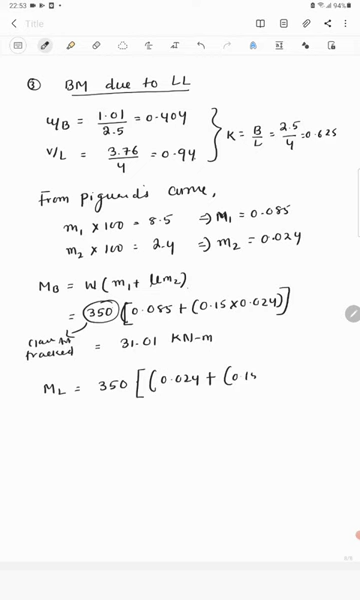 22:53
94%
Title
③ BM due to LL
u/B = 1.01/2.5 = 0.404
v/L = 3.76/4 = 0.94 } K = B/L = 2.5/4 = 0.625
From pigeurd's curve,
m₁ × 100 = 8.5 ⇒ M₁ = 0.085
m₂ × 100 = 2.4 ⇒ m₂ = 0.024
MB = W (m₁ + μm₂)
= 350 [0.085 + (0.15 × 0.024)]
class AA
tracked = 31.01 KN-m
ML = 350 [(0.024 + (0.15